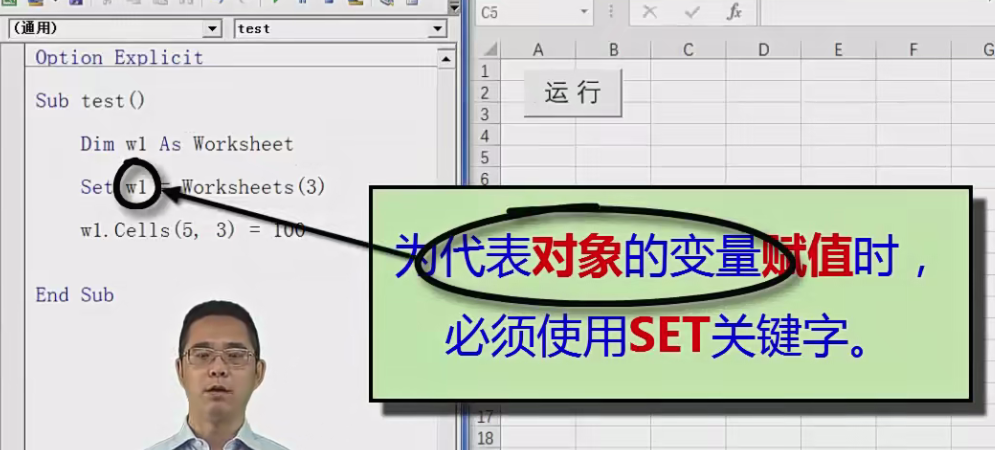 (通用)
test
Option Explicit
Sub test()
Dim w1 As Worksheet
Set w1 = Worksheets(3)
w1.Cells(5, 3) = 100
End Sub
C5
fx
A B C D E F G
1
2
3
4
5
6
17
18
运行
为代表对象的变量赋值时，
必须使用SET关键字。